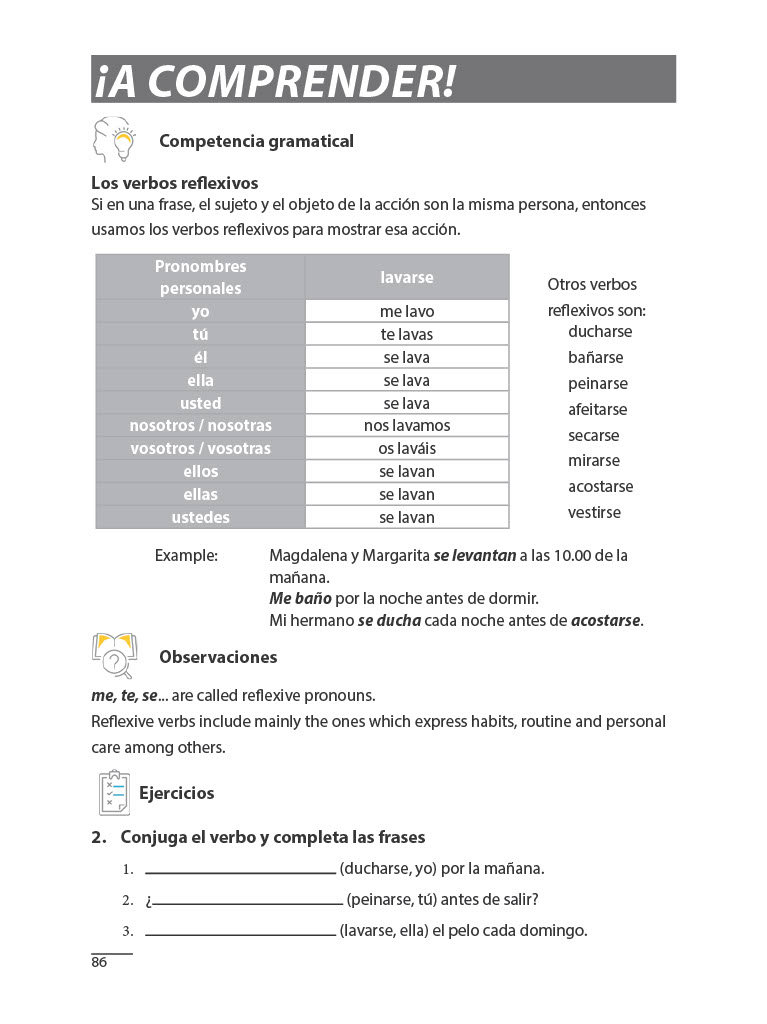 ¡A COMPRENDER!
Competencia gramatical
Los verbos reflexivos
Si en una frase, el sujeto y el objeto de la acción son la misma persona, entonces
usamos los verbos reflexivos para mostrar esa acción.
Pronombres
personales
lavarse
yo me lavo
tú te lavas
él se lava
ella se lava
usted se lava
nosotros / nosotras nos lavamos
vosotros / vosotras os laváis
ellos se lavan
ellas se lavan
ustedes se lavan
Otros verbos
reflexivos son:
ducharse
bañarse
peinarse
afeitarse
secarse
mirarse
acostarse
vestirse
Example: Magdalena y Margarita se levantan a las 10.00 de la
mañana.
Me baño por la noche antes de dormir.
Mi hermano se ducha cada noche antes de acostarse.
Observaciones
me, te, se... are called reflexive pronouns.
Reflexive verbs include mainly the ones which express habits, routine and personal
care among others.
Ejercicios
2. Conjuga el verbo y completa las frases
1. ____________________ (ducharse, yo) por la mañana.
2. ¿____________________ (peinarse, tú) antes de salir?
3. ____________________ (lavarse, ella) el pelo cada domingo.
86